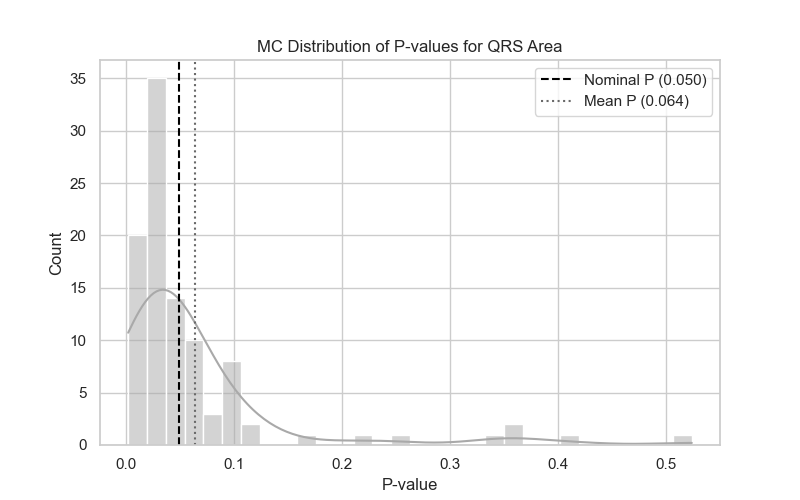 MC Distribution of P-values for QRS Area
Nominal P (0.050)
Mean P (0.064)
Count
35
30
25
20
15
10
5
0
0.0 0.1 0.2 0.3 0.4 0.5
P-value